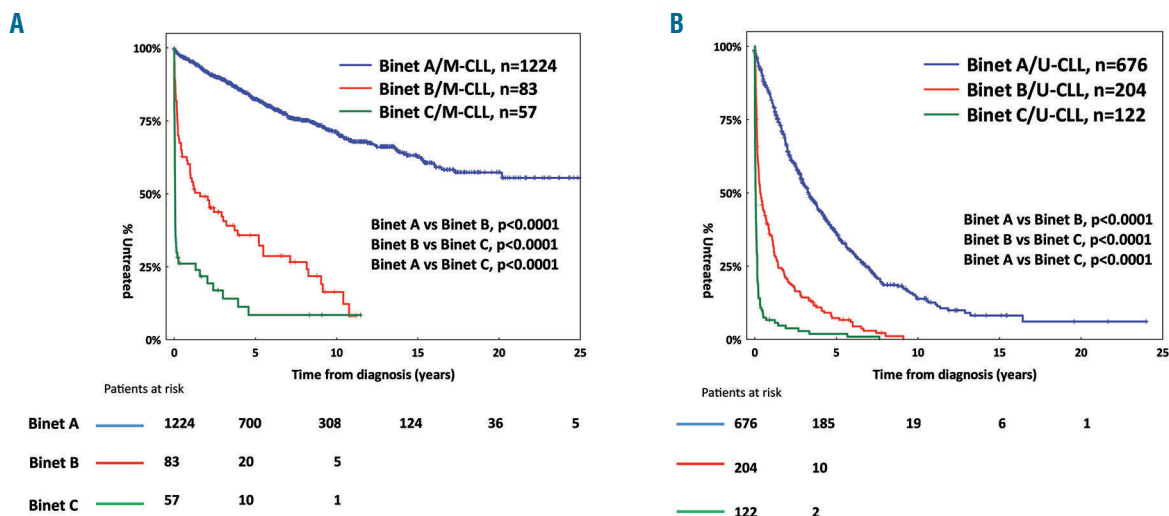 A
100%
75%
50%
25%
0%
% Untreated
Binet A/M-CLL, n=1224
Binet B/M-CLL, n=83
Binet C/M-CLL, n=57
Binet A vs Binet B, p<0.0001
Binet B vs Binet C, p<0.0001
Binet A vs Binet C, p<0.0001
0 5 10 15 20 25
Time from diagnosis (years)
Patients at risk
Binet A 1224 700 308 124 36 5
Binet B 83 20 5
Binet C 57 10 1
B
100%
75%
50%
25%
0%
% Untreated
Binet A/U-CLL, n=676
Binet B/U-CLL, n=204
Binet C/U-CLL, n=122
Binet A vs Binet B, p<0.0001
Binet B vs Binet C, p<0.0001
Binet A vs Binet C, p<0.0001
0 5 10 15 20 25
Time from diagnosis (years)
Patients at risk
676 185 19 6 1
204 10
122 2